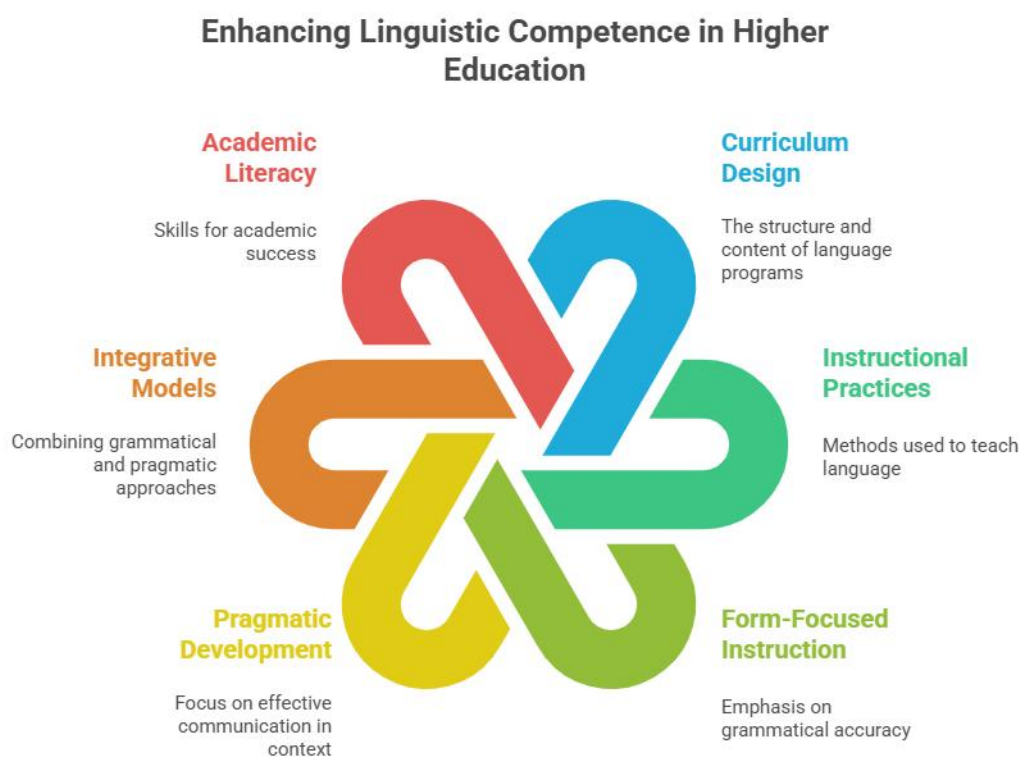 Enhancing Linguistic Competence in Higher
Education
Academic
Literacy
Skills for academic
success
Curriculum
Design
The structure and
content of language
programs
Integrative
Models
Combining grammatical
and pragmatic
approaches
Instructional
Practices
Methods used to teach
language
Pragmatic
Development
Focus on effective
communication in
context
Form-Focused
Instruction
Emphasis on
grammatical accuracy